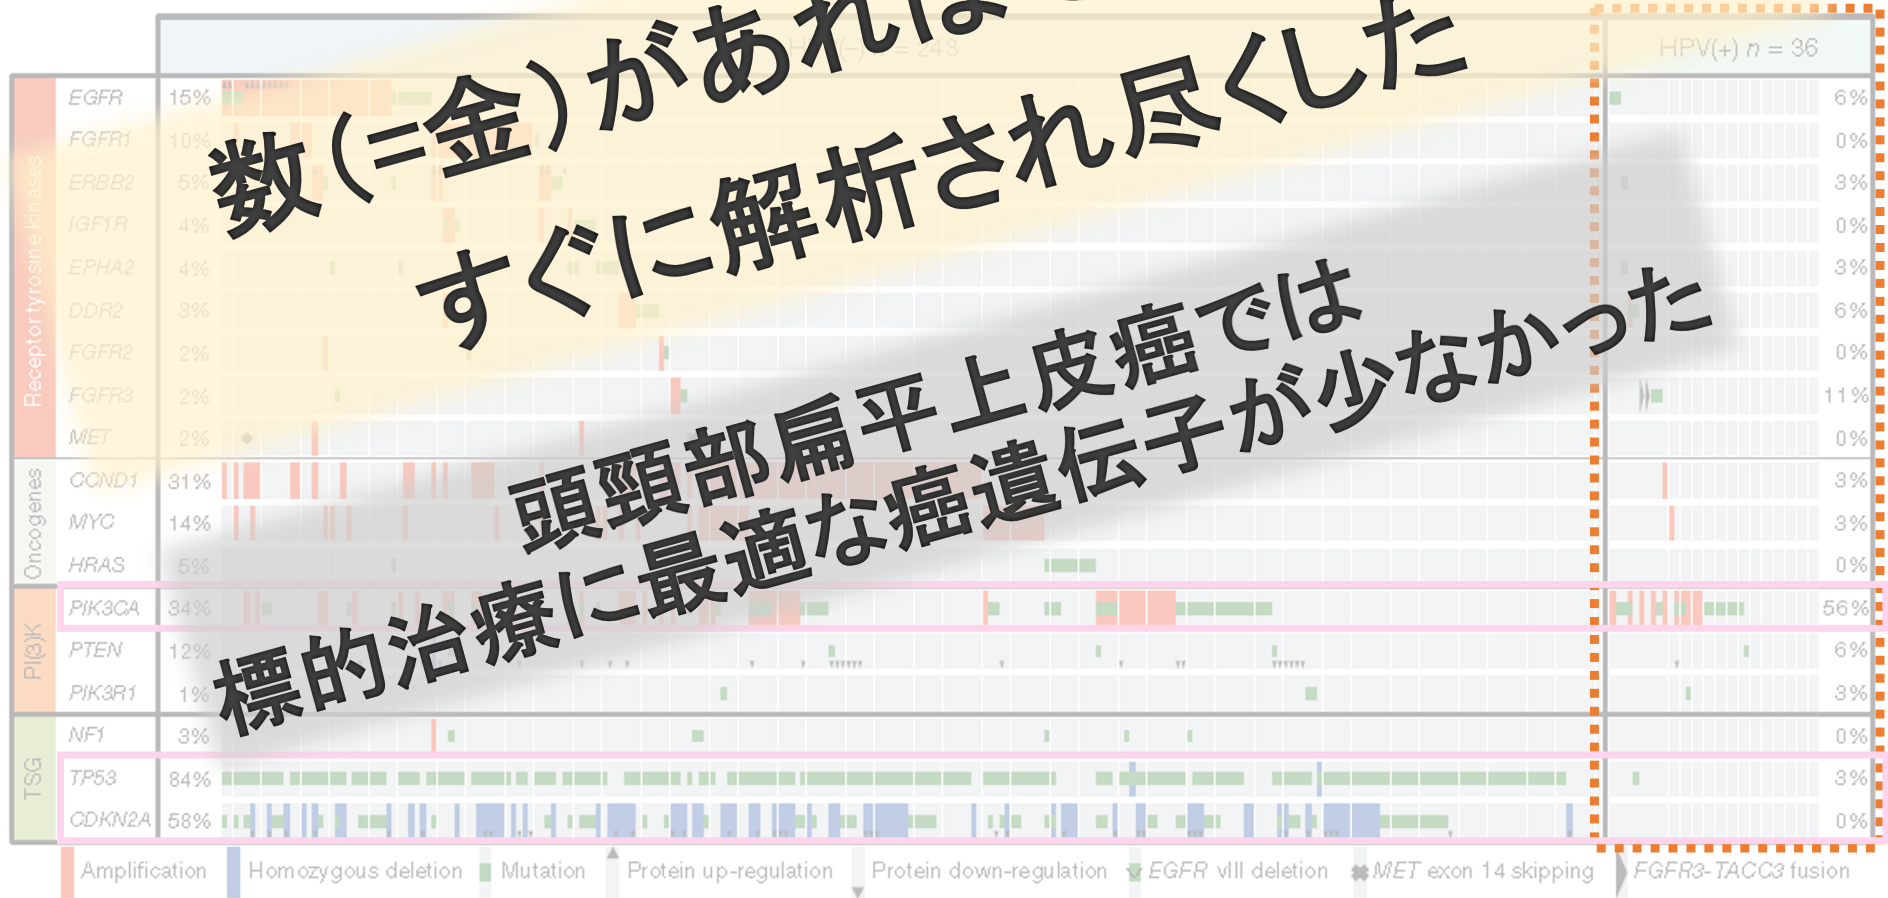 HPV(–) n = 243
HPV(+) n = 36
数(=金)があれば
すぐに解析され尽くした
頭頸部扁平上皮癌では
標的治療に最適な癌遺伝子が少なかった
Receptor tyrosine kinases
EGFR 15% 6%
FGFR1 10% 0%
ERBB2 5% 3%
IGF1R 4% 0%
EPHA2 4% 3%
DDR2 3% 6%
FGFR2 2% 0%
FGFR3 2% 11%
MET 2% 0%
Oncogenes
CCND1 31% 3%
MYC 14% 3%
HRAS 5% 0%
PI(3)K
PIK3CA 34% 56%
PTEN 12% 6%
PIK3R1 1% 3%
TSG
NF1 3% 0%
TP53 84% 3%
CDKN2A 58% 0%
Amplification Homozygous deletion Mutation Protein up-regulation Protein down-regulation EGFR vIII deletion MET exon 14 skipping FGFR3-TACC3 fusion